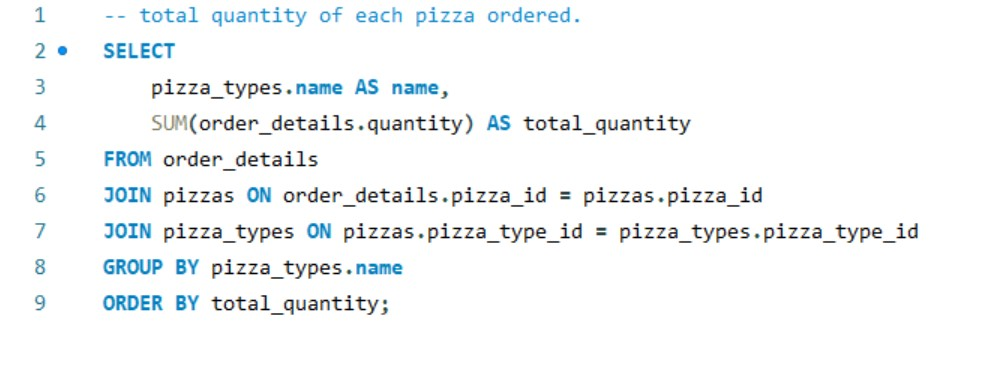 1 -- total quantity of each pizza ordered.
2 SELECT
3 pizza_types.name AS name,
4 SUM(order_details.quantity) AS total_quantity
5 FROM order_details
6 JOIN pizzas ON order_details.pizza_id = pizzas.pizza_id
7 JOIN pizza_types ON pizzas.pizza_type_id = pizza_types.pizza_type_id
8 GROUP BY pizza_types.name
9 ORDER BY total_quantity;